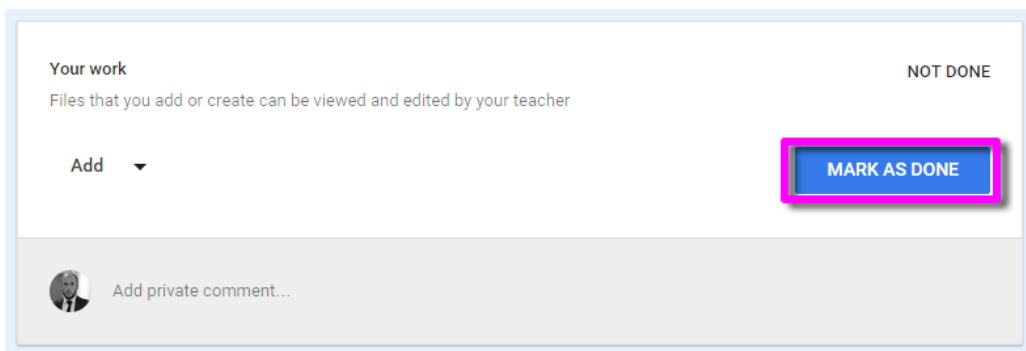 Your work
NOT DONE
Files that you add or create can be viewed and edited by your teacher
Add
MARK AS DONE
Add private comment...